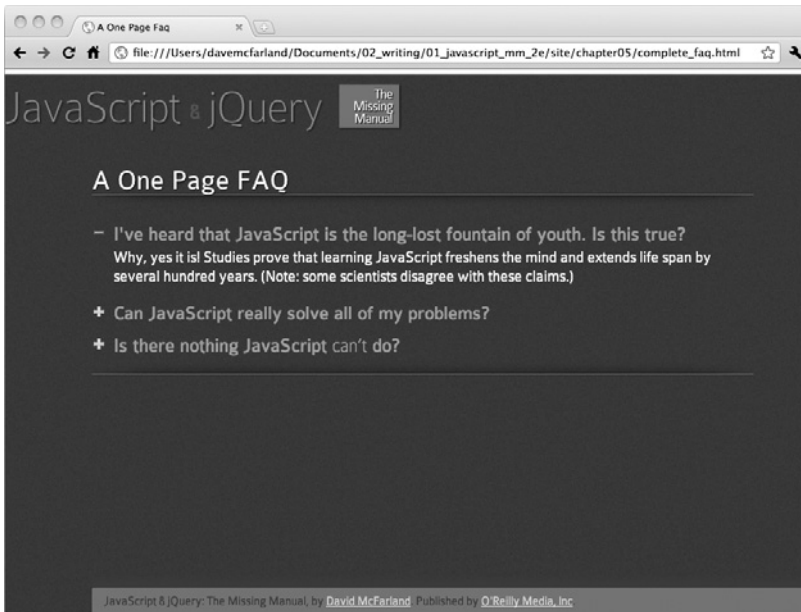 A One Page Faq
file:///Users/davemcfarland/Documents/02_writing/01_javascript_mm_2e/site/chapter05/complete_faq.html
JavaScript & jQuery
The
Missing
Manual
A One Page FAQ
− I've heard that JavaScript is the long-lost fountain of youth. Is this true?
Why, yes it is! Studies prove that learning JavaScript freshens the mind and extends life span by
several hundred years. (Note: some scientists disagree with these claims.)
+ Can JavaScript really solve all of my problems?
+ Is there nothing JavaScript can't do?
JavaScript & jQuery: The Missing Manual, by David McFarland. Published by O'Reilly Media, Inc